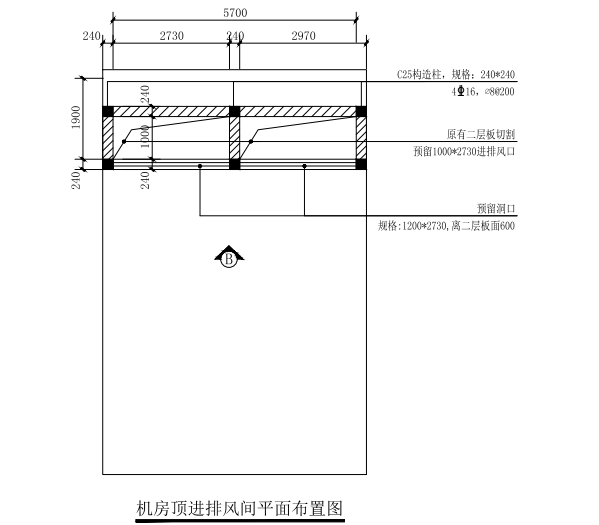 5700
240 2730 240 2970
C25构造柱，规格：240*240
4Φ16，⌀8@200
240
1900
1000
原有二层板切割
预留1000*2730进排风口
240
240
预留洞口
规格:1200*2730,离二层板面600
B
机房顶进排风间平面布置图